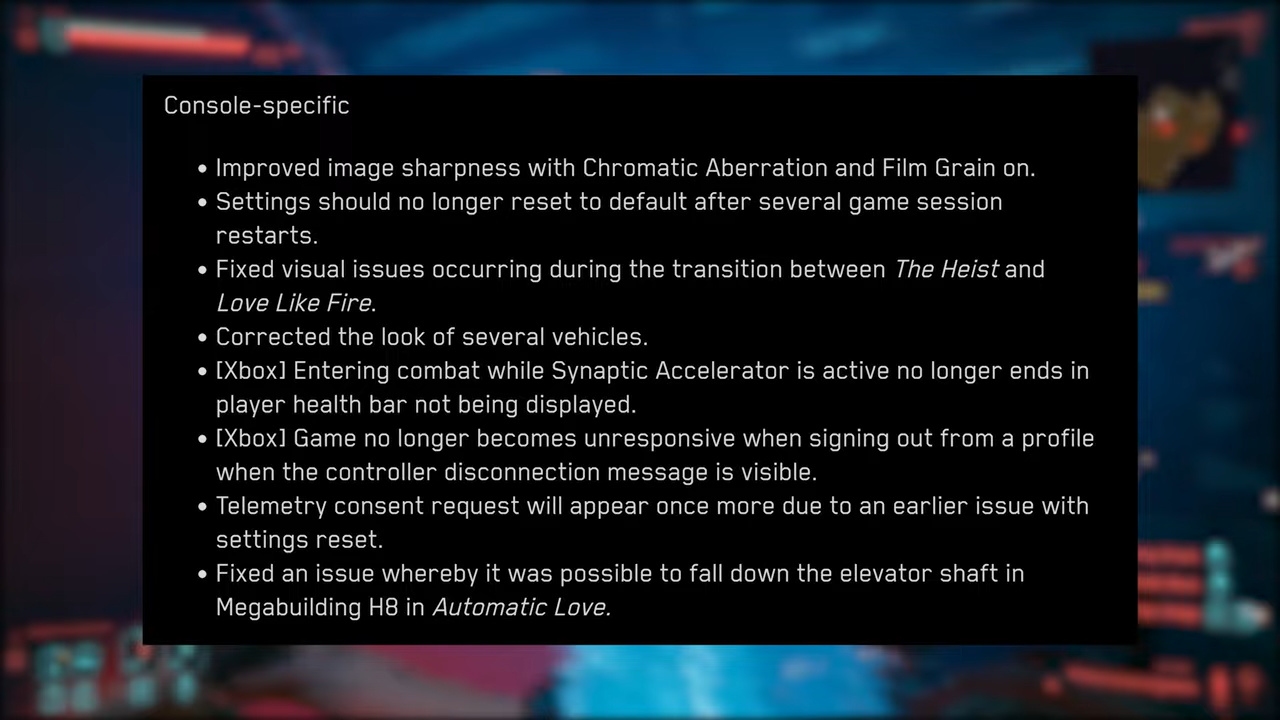 Console-specific
• Improved image sharpness with Chromatic Aberration and Film Grain on.
• Settings should no longer reset to default after several game session
restarts.
• Fixed visual issues occurring during the transition between The Heist and
Love Like Fire.
• Corrected the look of several vehicles.
• [Xbox] Entering combat while Synaptic Accelerator is active no longer ends in
player health bar not being displayed.
• [Xbox] Game no longer becomes unresponsive when signing out from a profile
when the controller disconnection message is visible.
• Telemetry consent request will appear once more due to an earlier issue with
settings reset.
• Fixed an issue whereby it was possible to fall down the elevator shaft in
Megabuilding H8 in Automatic Love.